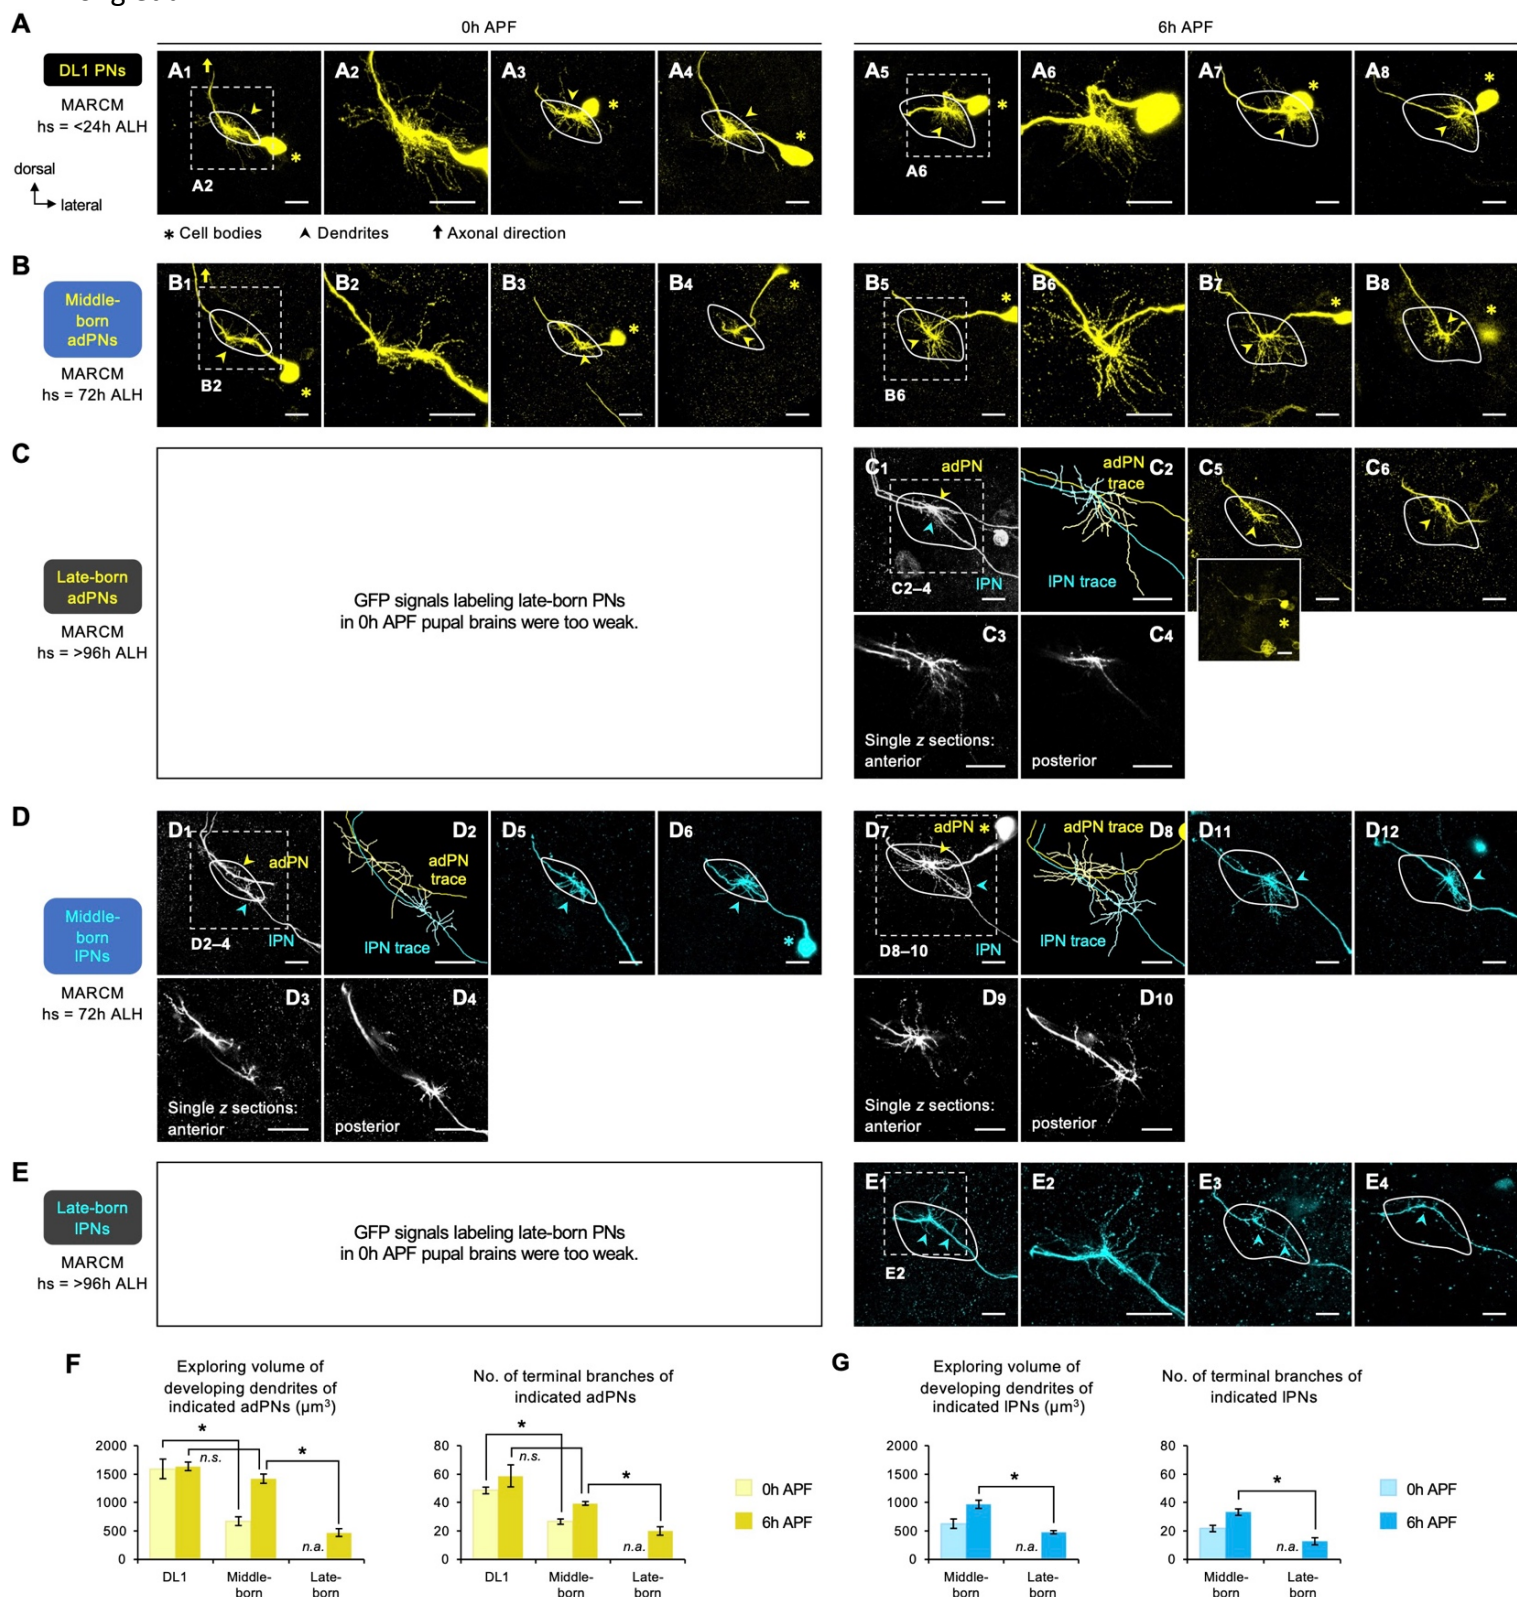 A
0h APF
6h APF
DL1 PNs
MARCM
hs = <24h ALH
dorsal
lateral
A1
A2
A2
A3
A4
A5
A6
A6
A7
A8
* Cell bodies
Dendrites
Axonal direction
B
Middle-
born
adPNs
MARCM
hs = 72h ALH
B1
B2
B2
B3
B4
B5
B6
B6
B7
B8
C
Late-born
adPNs
MARCM
hs = >96h ALH
GFP signals labeling late-born PNs
in 0h APF pupal brains were too weak.
C1
adPN
C2–4
lPN
adPN
trace
C2
lPN trace
C5
C6
C3
Single z sections:
anterior
C4
posterior
D
Middle-
born
lPNs
MARCM
hs = 72h ALH
D1
adPN
D2–4
lPN
D2
adPN
trace
lPN trace
D5
D6
D7
adPN *
D8–10
lPN
adPN trace
D8
lPN trace
D11
D12
D3
Single z sections:
anterior
D4
posterior
D9
Single z sections:
anterior
D10
posterior
E
Late-born
lPNs
MARCM
hs = >96h ALH
GFP signals labeling late-born PNs
in 0h APF pupal brains were too weak.
E1
E2
E2
E3
E4
F
Exploring volume of
developing dendrites of
indicated adPNs (µm³)
2000
1500
1000
500
0
*
n.s.
*
n.a.
DL1
Middle-
born
Late-
born
No. of terminal branches of
indicated adPNs
80
60
40
20
0
*
n.s.
*
n.a.
DL1
Middle-
born
Late-
born
0h APF
6h APF
G
Exploring volume of
developing dendrites of
indicated lPNs (µm³)
2000
1500
1000
500
0
*
n.a.
Middle-
born
Late-
born
No. of terminal branches of
indicated lPNs
80
60
40
20
0
*
n.a.
Middle-
born
Late-
born
0h APF
6h APF